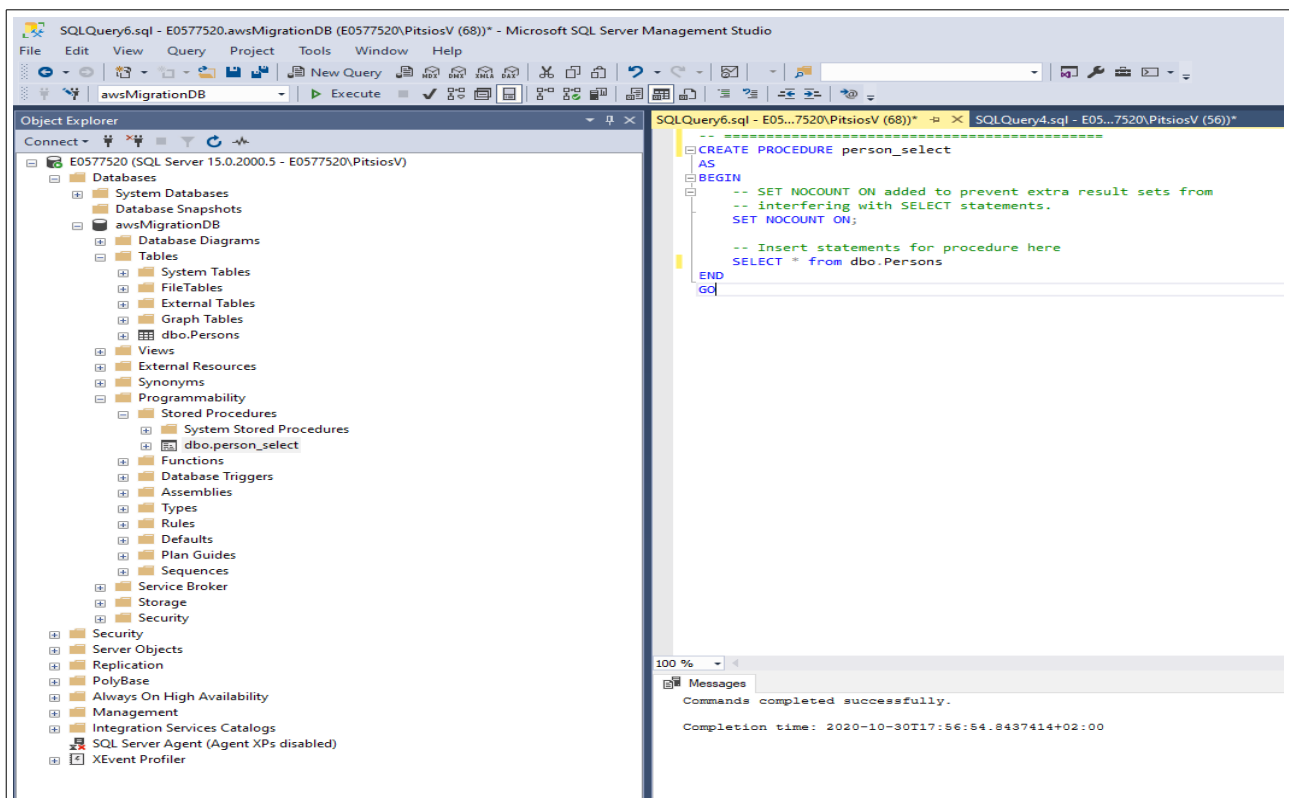 SQLQuery6.sql - E0577520.awsMigrationDB (E0577520\PitsiosV (68))* - Microsoft SQL Server Management Studio
File Edit View Query Project Tools Window Help
New Query MDX DMX XMLA DAX
awsMigrationDB Execute
Object Explorer
Connect
E0577520 (SQL Server 15.0.2000.5 - E0577520\PitsiosV)
Databases
System Databases
Database Snapshots
awsMigrationDB
Database Diagrams
Tables
System Tables
FileTables
External Tables
Graph Tables
dbo.Persons
Views
External Resources
Synonyms
Programmability
Stored Procedures
System Stored Procedures
dbo.person_select
Functions
Database Triggers
Assemblies
Types
Rules
Defaults
Plan Guides
Sequences
Service Broker
Storage
Security
Security
Server Objects
Replication
PolyBase
Always On High Availability
Management
Integration Services Catalogs
SQL Server Agent (Agent XPs disabled)
XEvent Profiler
SQLQuery6.sql - E05...7520\PitsiosV (68))* SQLQuery4.sql - E05...7520\PitsiosV (56))*
-- =============================================
CREATE PROCEDURE person_select
AS
BEGIN
-- SET NOCOUNT ON added to prevent extra result sets from
-- interfering with SELECT statements.
SET NOCOUNT ON;
-- Insert statements for procedure here
SELECT * from dbo.Persons
END
GO
100 %
Messages
Commands completed successfully.
Completion time: 2020-10-30T17:56:54.8437414+02:00